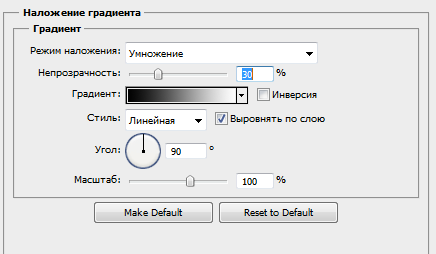 Наложение градиента
Градиент
Режим наложения: Умножение
Непрозрачность: 30 %
Градиент: Инверсия
Стиль: Линейная Выровнять по слою
Угол: 90 °
Масштаб: 100 %
Make Default Reset to Default